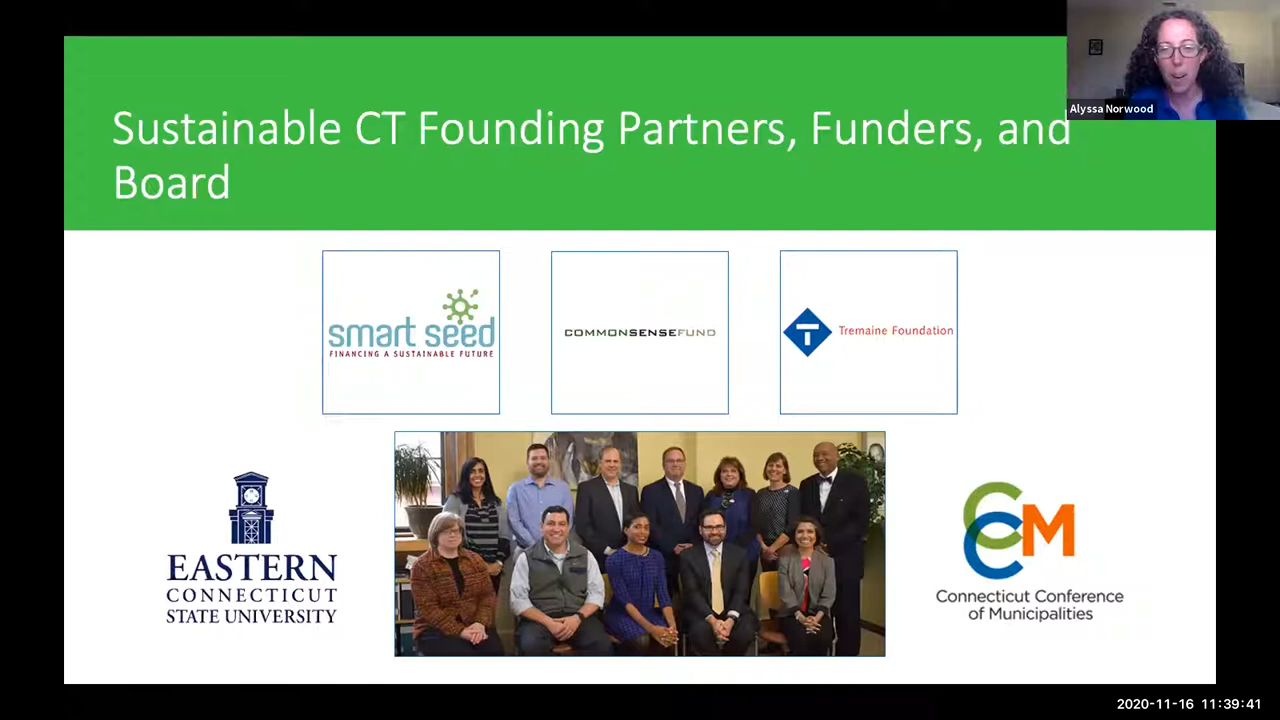 Alyssa Norwood
Sustainable CT Founding Partners, Funders, and
Board
smart seed
FINANCING A SUSTAINABLE FUTURE
COMMONSENSEFUND
T
Tremaine Foundation
EASTERN
CONNECTICUT
STATE UNIVERSITY
CCM
Connecticut Conference
of Municipalities
2020-11-16 11:39:41